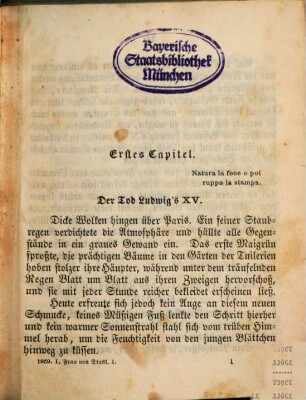 Bayerische
Staatsbibliothek
München
Erstes Capitel.
Natura la fece e poi
ruppe la stampa.
Der Tod Ludwig's XV.
Dicke Wolken hingen über Paris. Ein feiner Staub-
regen verdichtete die Atmosphäre und hüllte alle Gegen-
stände in ein graues Gewand ein. Das erste Maigrün
sproßte, die prächtigen Bäume in den Gärten der Tuilerien
hoben stolzer ihre Häupter, während unter dem träufelnden
Regen Blatt um Blatt aus ihren Zweigen hervorschoß,
und sie mit jeder Stunde reicher bekleidet erscheinen ließ.
Heute erfreute sich jedoch kein Auge an diesem neuen
Schmucke, keines Müßigen Fuß lenkte den Schritt hierher
und kein warmer Sonnenstrahl stahl sich vom trüben Him-
mel herab, um die Feuchtigkeit von den jungen Blättchen
hinweg zu küssen.
1859. I. Frau von Staël. I. 1